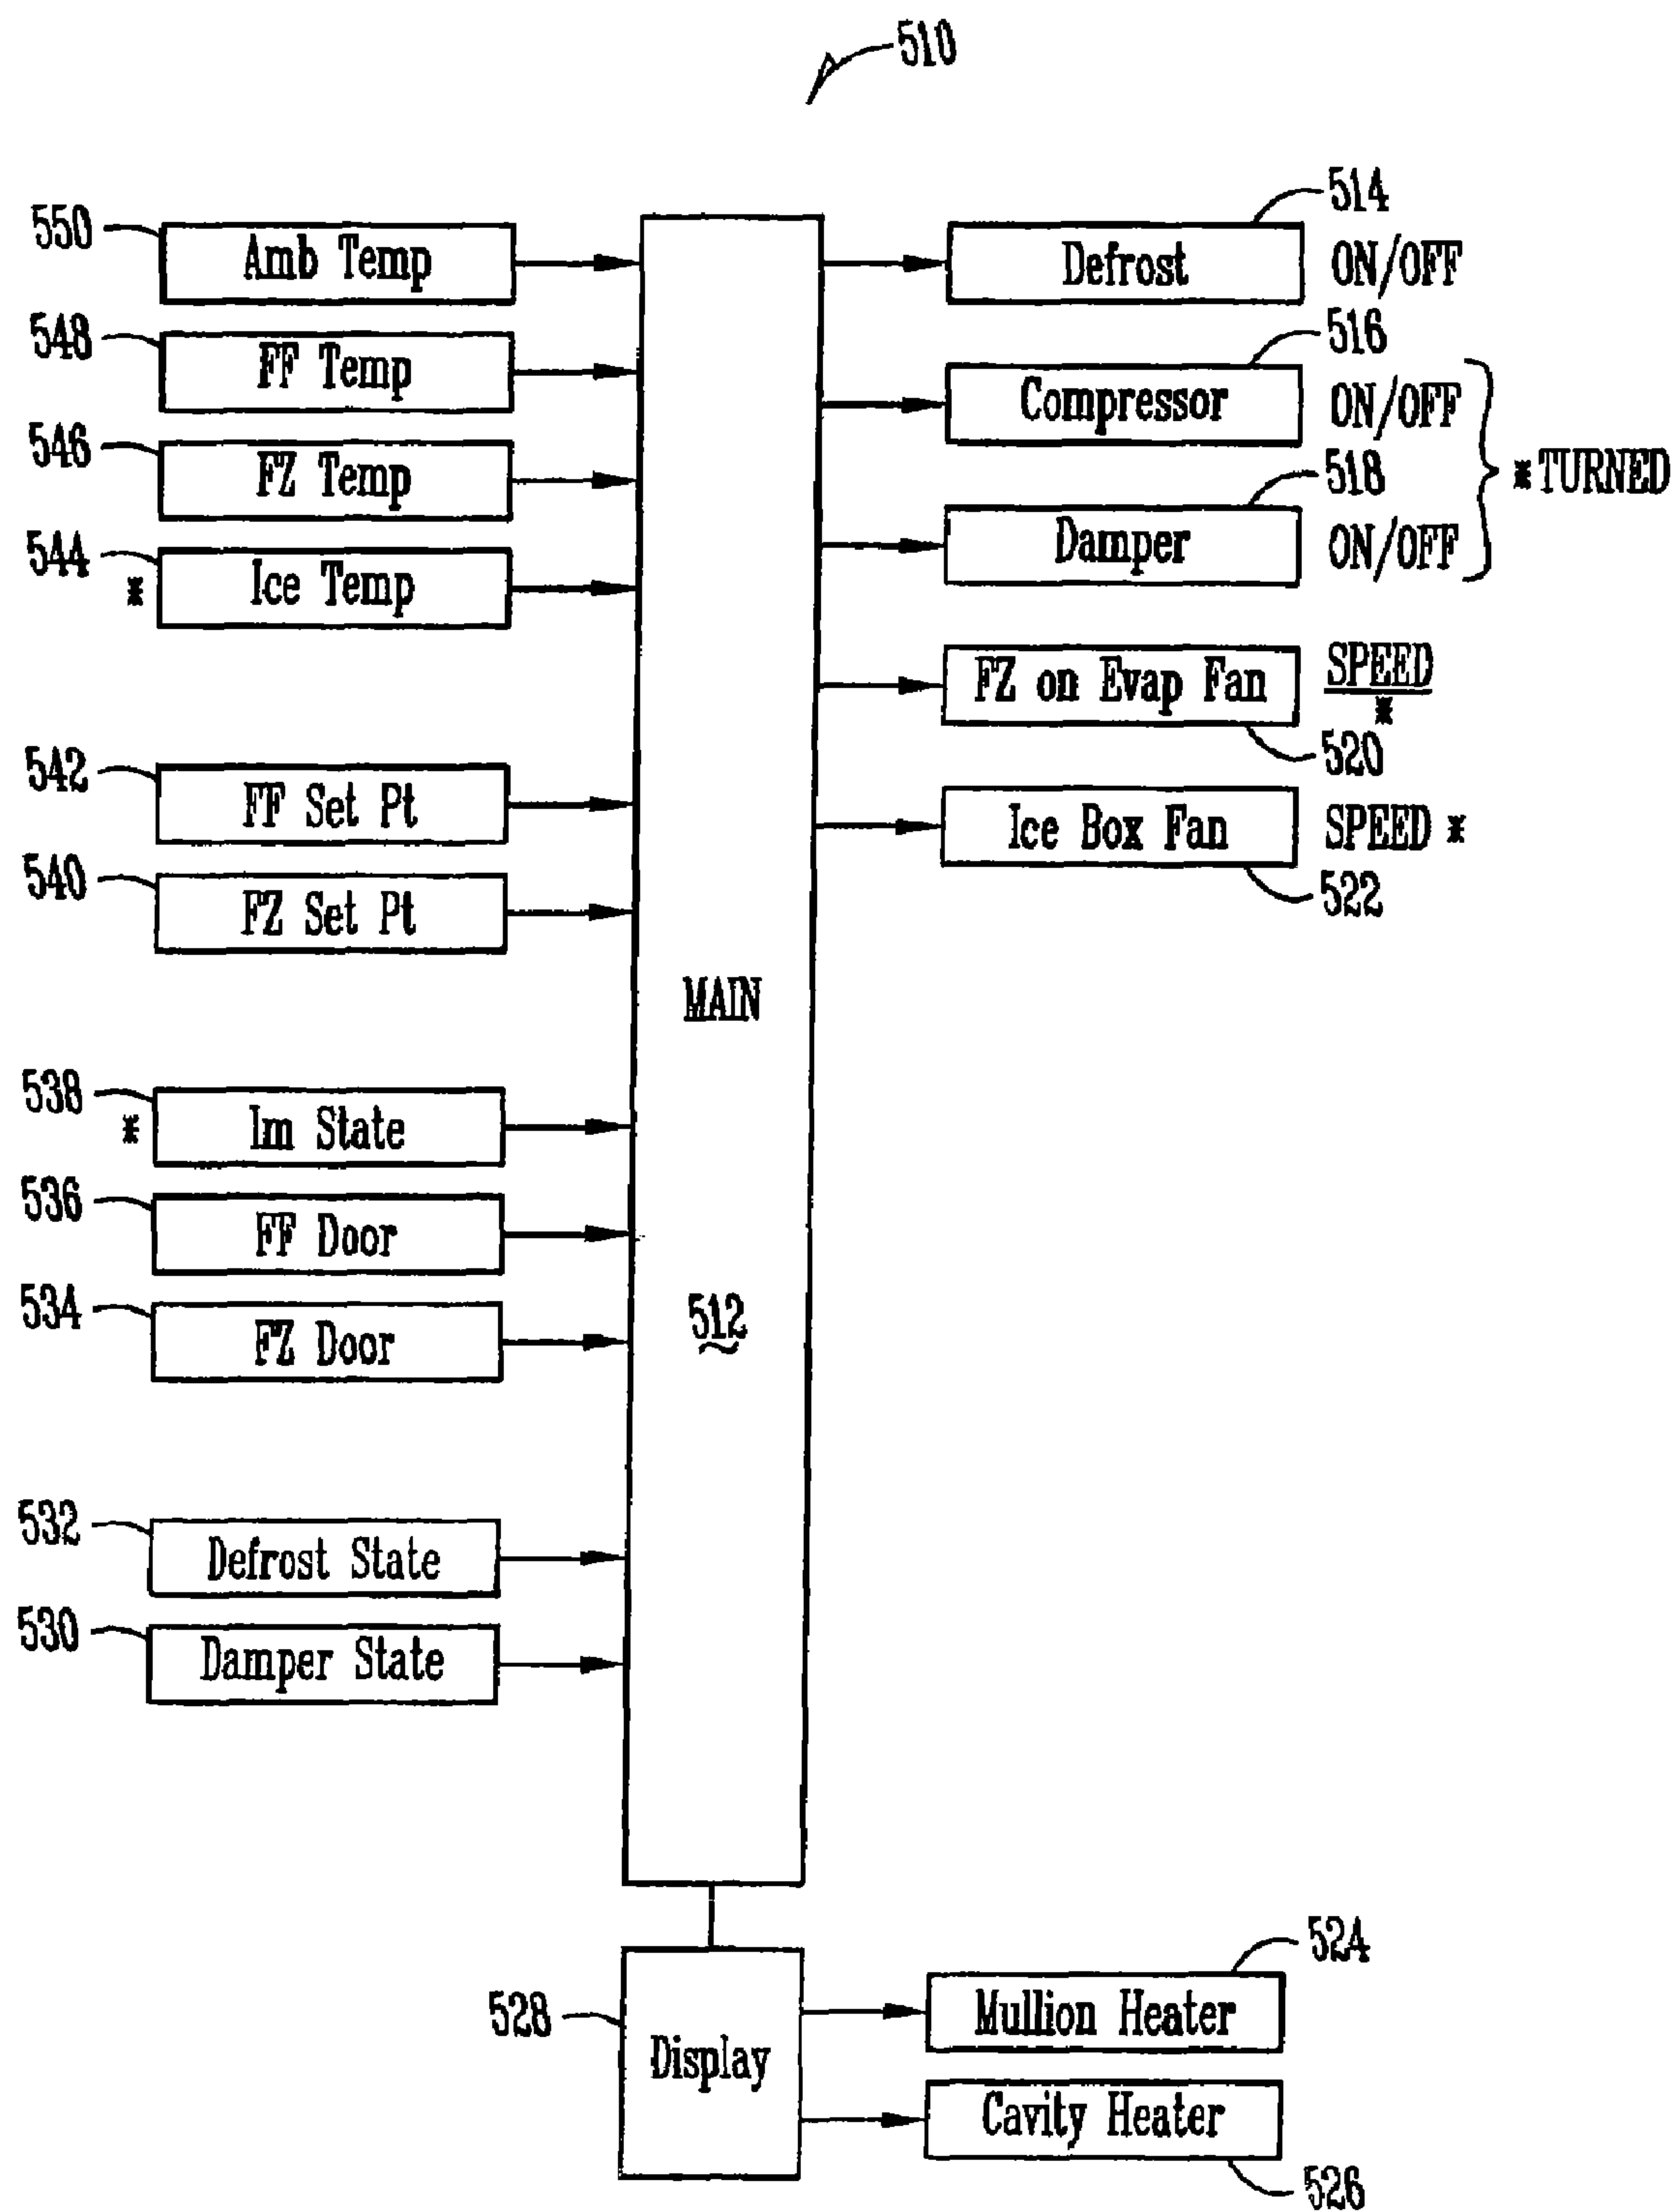 510
550
Amb Temp
548
FF Temp
546
FZ Temp
544
* Ice Temp
542
FF Set Pt
540
FZ Set Pt
538
* Im State
536
FF Door
534
FZ Door
532
Defrost State
530
Damper State
MAIN
512
514
Defrost ON/OFF
516
Compressor ON/OFF
* TURNED
518
Damper ON/OFF
FZ on Evap Fan SPEED
*
520
Ice Box Fan SPEED *
522
528
Display
524
Mullion Heater
Cavity Heater
526